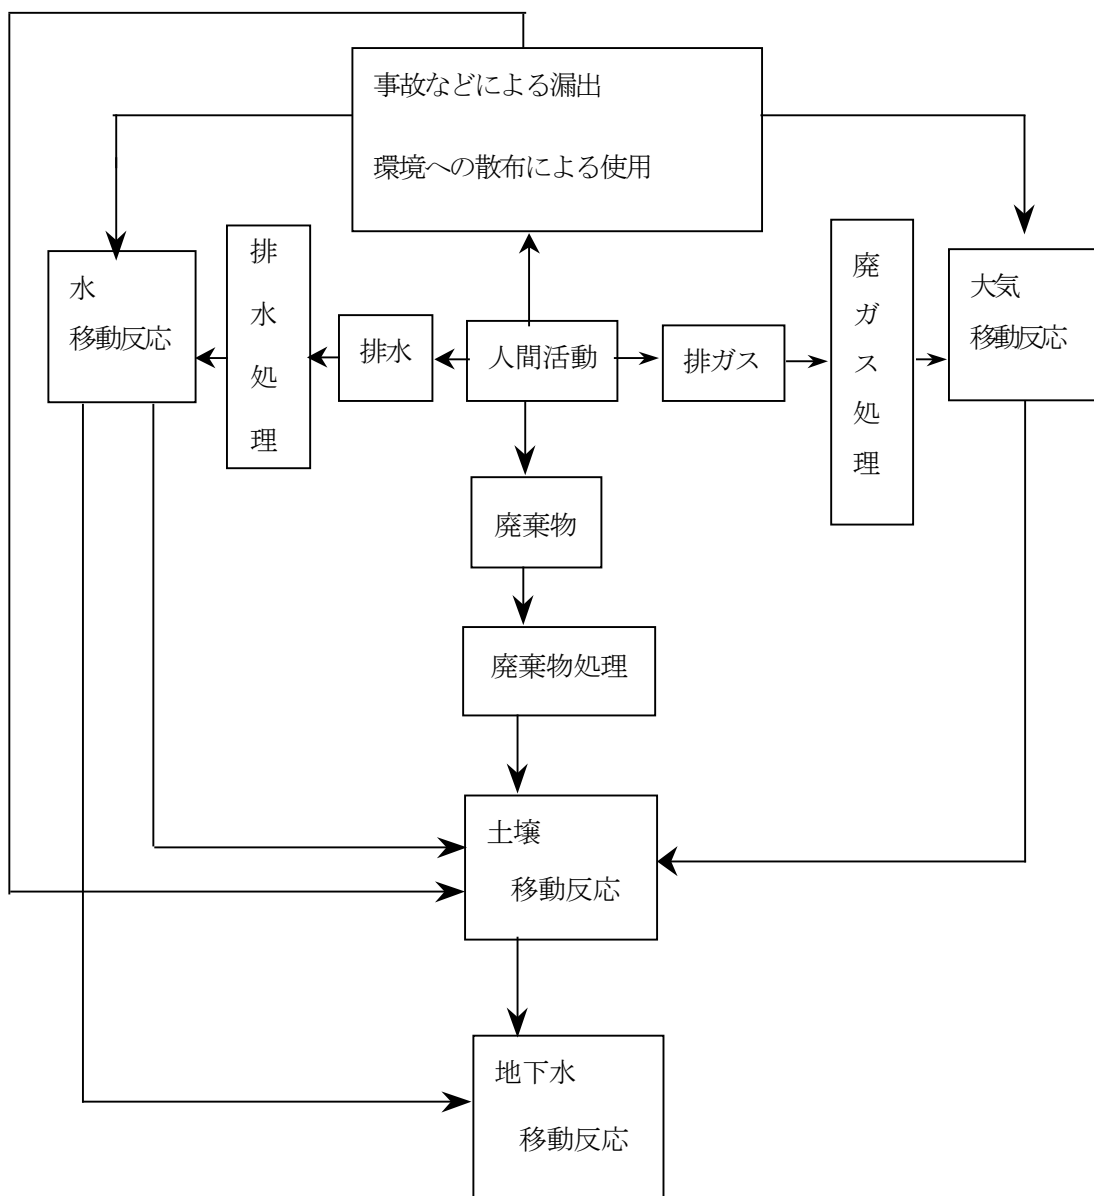 事故などによる漏出
環境への散布による使用
水
移動反応
排水処理
排水
人間活動
排ガス
廃ガス処理
大気
移動反応
廃棄物
廃棄物処理
土壌
移動反応
地下水
移動反応